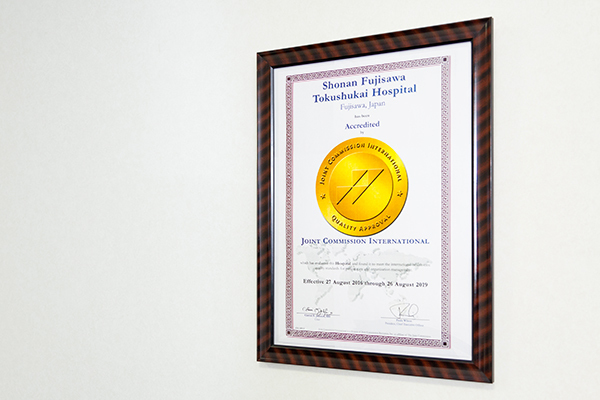 Shonan Fujisawa
Tokushukai Hospital
Fujisawa, Japan
Accredited
by
JOINT COMMISSION INTERNATIONAL
QUALITY APPROVAL
JOINT COMMISSION INTERNATIONAL
Effective 27 August 2016 through 26 August 2019